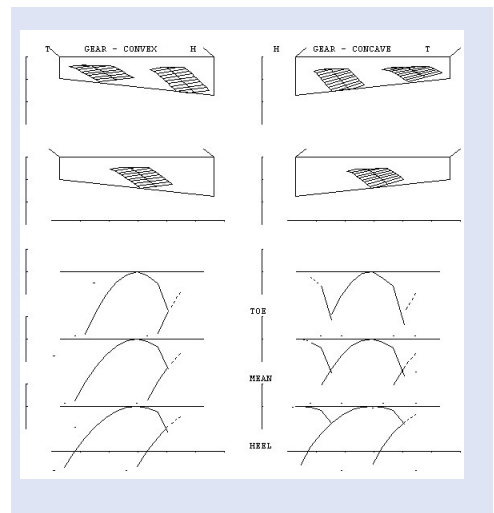 T GEAR - CONVEX H
H GEAR - CONCAVE T
TOE
MEAN
HEEL